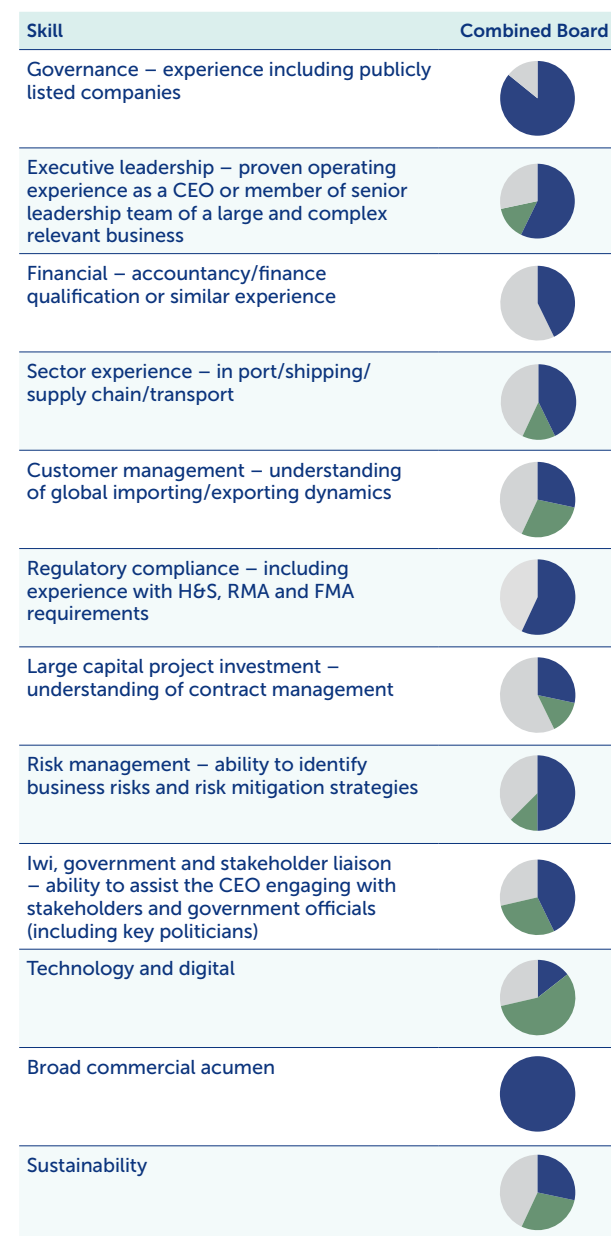 Skill
Combined Board
Governance – experience including publicly
listed companies
Executive leadership – proven operating
experience as a CEO or member of senior
leadership team of a large and complex
relevant business
Financial – accountancy/finance
qualification or similar experience
Sector experience – in port/shipping/
supply chain/transport
Customer management – understanding
of global importing/exporting dynamics
Regulatory compliance – including
experience with H&S, RMA and FMA
requirements
Large capital project investment –
understanding of contract management
Risk management – ability to identify
business risks and risk mitigation strategies
Iwi, government and stakeholder liaison
– ability to assist the CEO engaging with
stakeholders and government officials
(including key politicians)
Technology and digital
Broad commercial acumen
Sustainability